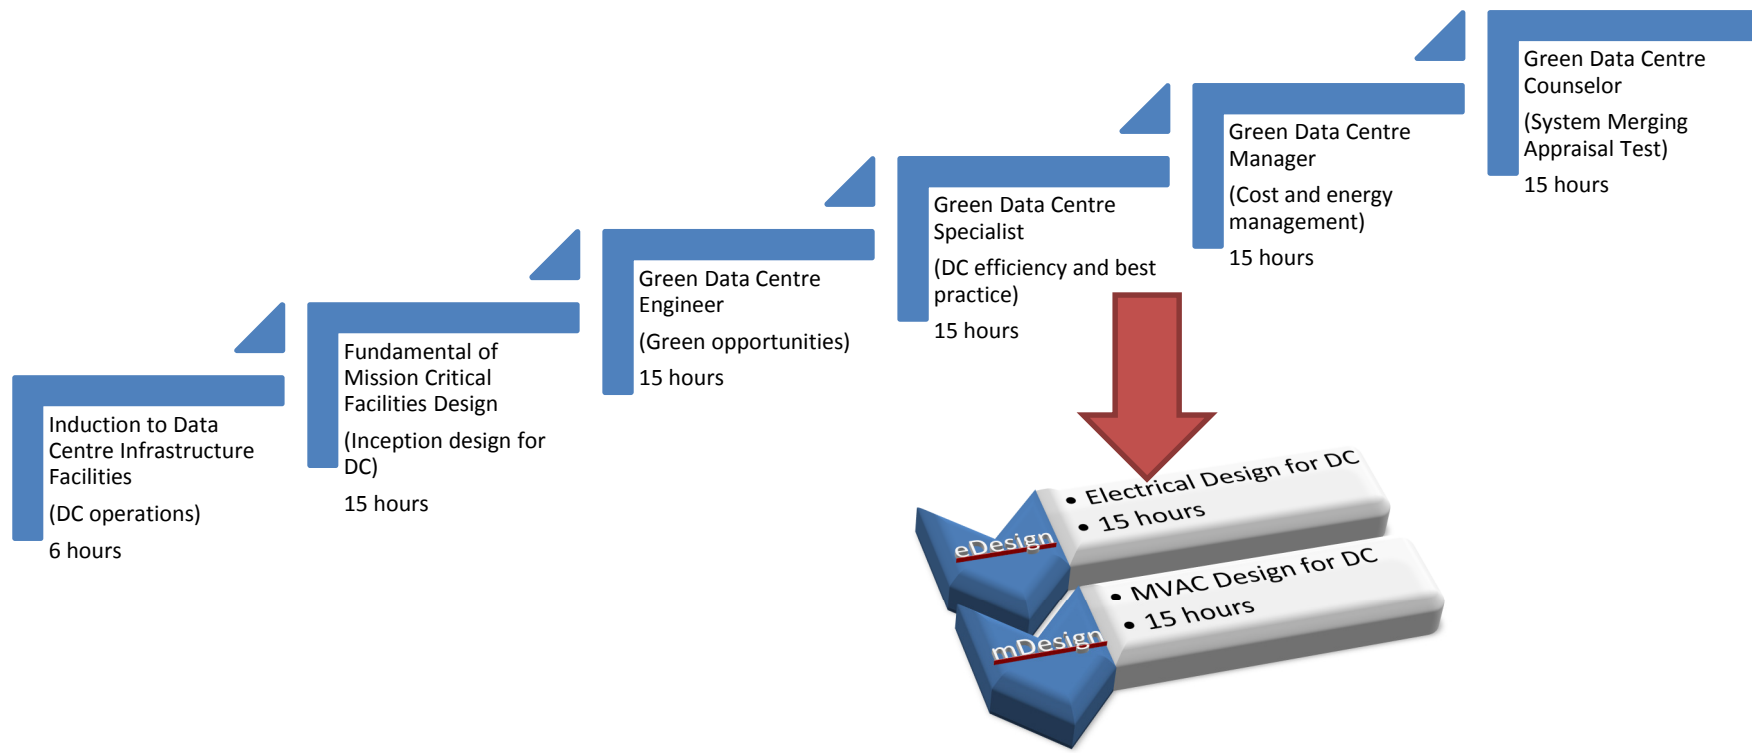 Induction to Data
Centre Infrastructure
Facilities
(DC operations)
6 hours
Fundamental of
Mission Critical
Facilities Design
(Inception design for
DC)
15 hours
Green Data Centre
Engineer
(Green opportunities)
15 hours
Green Data Centre
Specialist
(DC efficiency and best
practice)
15 hours
Green Data Centre
Manager
(Cost and energy
management)
15 hours
Green Data Centre
Counselor
(System Merging
Appraisal Test)
15 hours
eDesign
• Electrical Design for DC
• 15 hours
mDesign
• MVAC Design for DC
• 15 hours